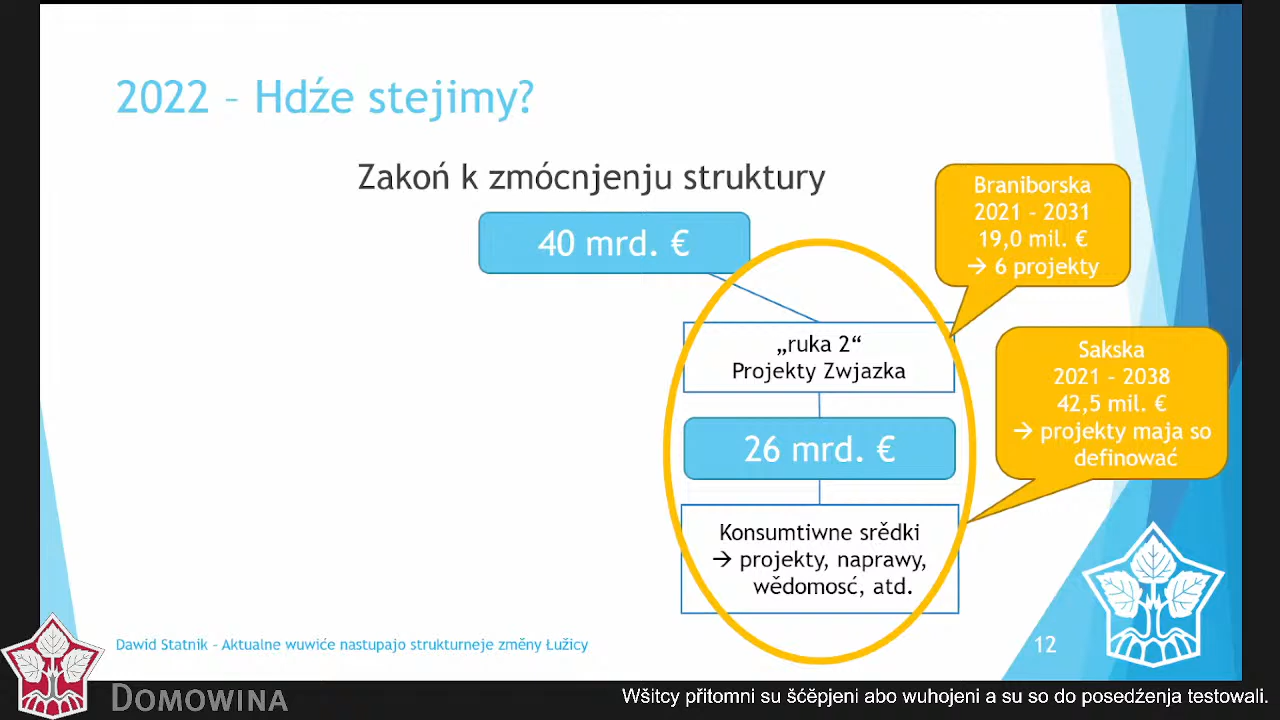 2022 – Hdźe stejimy?
Zakoń k zmócnjenju struktury
40 mrd. €
Braniborska
2021 – 2031
19,0 mil. €
→ 6 projekty
„ruka 2“
Projekty Zwjazka
Sakska
2021 – 2038
42,5 mil. €
→ projekty maja so
definować
26 mrd. €
Konsumtiwne srědki
→ projekty, naprawy,
wědomosć, atd.
Dawid Statnik – Aktualne wuwiće nastupajo strukturneje změny Łužicy
12
DOMOWINA
Wšitcy přitomni su šćěpjeni abo wuhojeni a su so do posedźenja testowali.